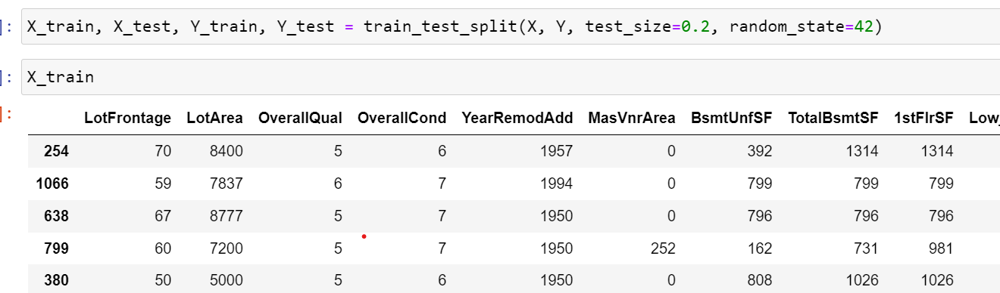 ]: X_train, X_test, Y_train, Y_test = train_test_split(X, Y, test_size=0.2, random_state=42)
]: X_train
]:
LotFrontage LotArea OverallQual OverallCond YearRemodAdd MasVnrArea BsmtUnfSF TotalBsmtSF 1stFlrSF Low
254 70 8400 5 6 1957 0 392 1314 1314
1066 59 7837 6 7 1994 0 799 799 799
638 67 8777 5 7 1950 0 796 796 796
799 60 7200 5 7 1950 252 162 731 981
380 50 5000 5 6 1950 0 808 1026 1026